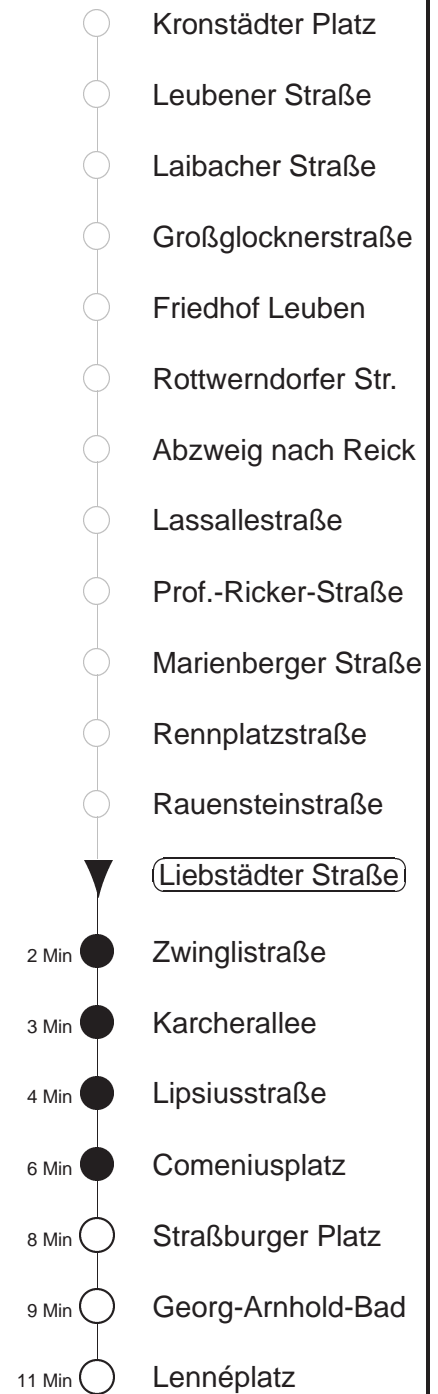 Kronstädter Platz
Leubener Straße
Laibacher Straße
Großglocknerstraße
Friedhof Leuben
Rottwerndorfer Str.
Abzweig nach Reick
Lassallestraße
Prof.-Ricker-Straße
Marienberger Straße
Rennplatzstraße
Rauensteinstraße
Liebstädter Straße
2 Min Zwinglistraße
3 Min Karcherallee
4 Min Lipsiusstraße
6 Min Comeniusplatz
8 Min Straßburger Platz
9 Min Georg-Arnhold-Bad
11 Min Lennéplatz